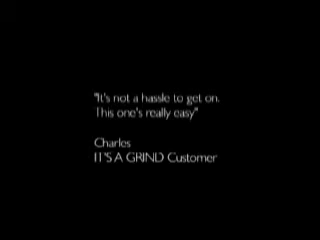 "It's not a hassle to get on.
This one's really easy"
Charles
IT'S A GRIND Customer